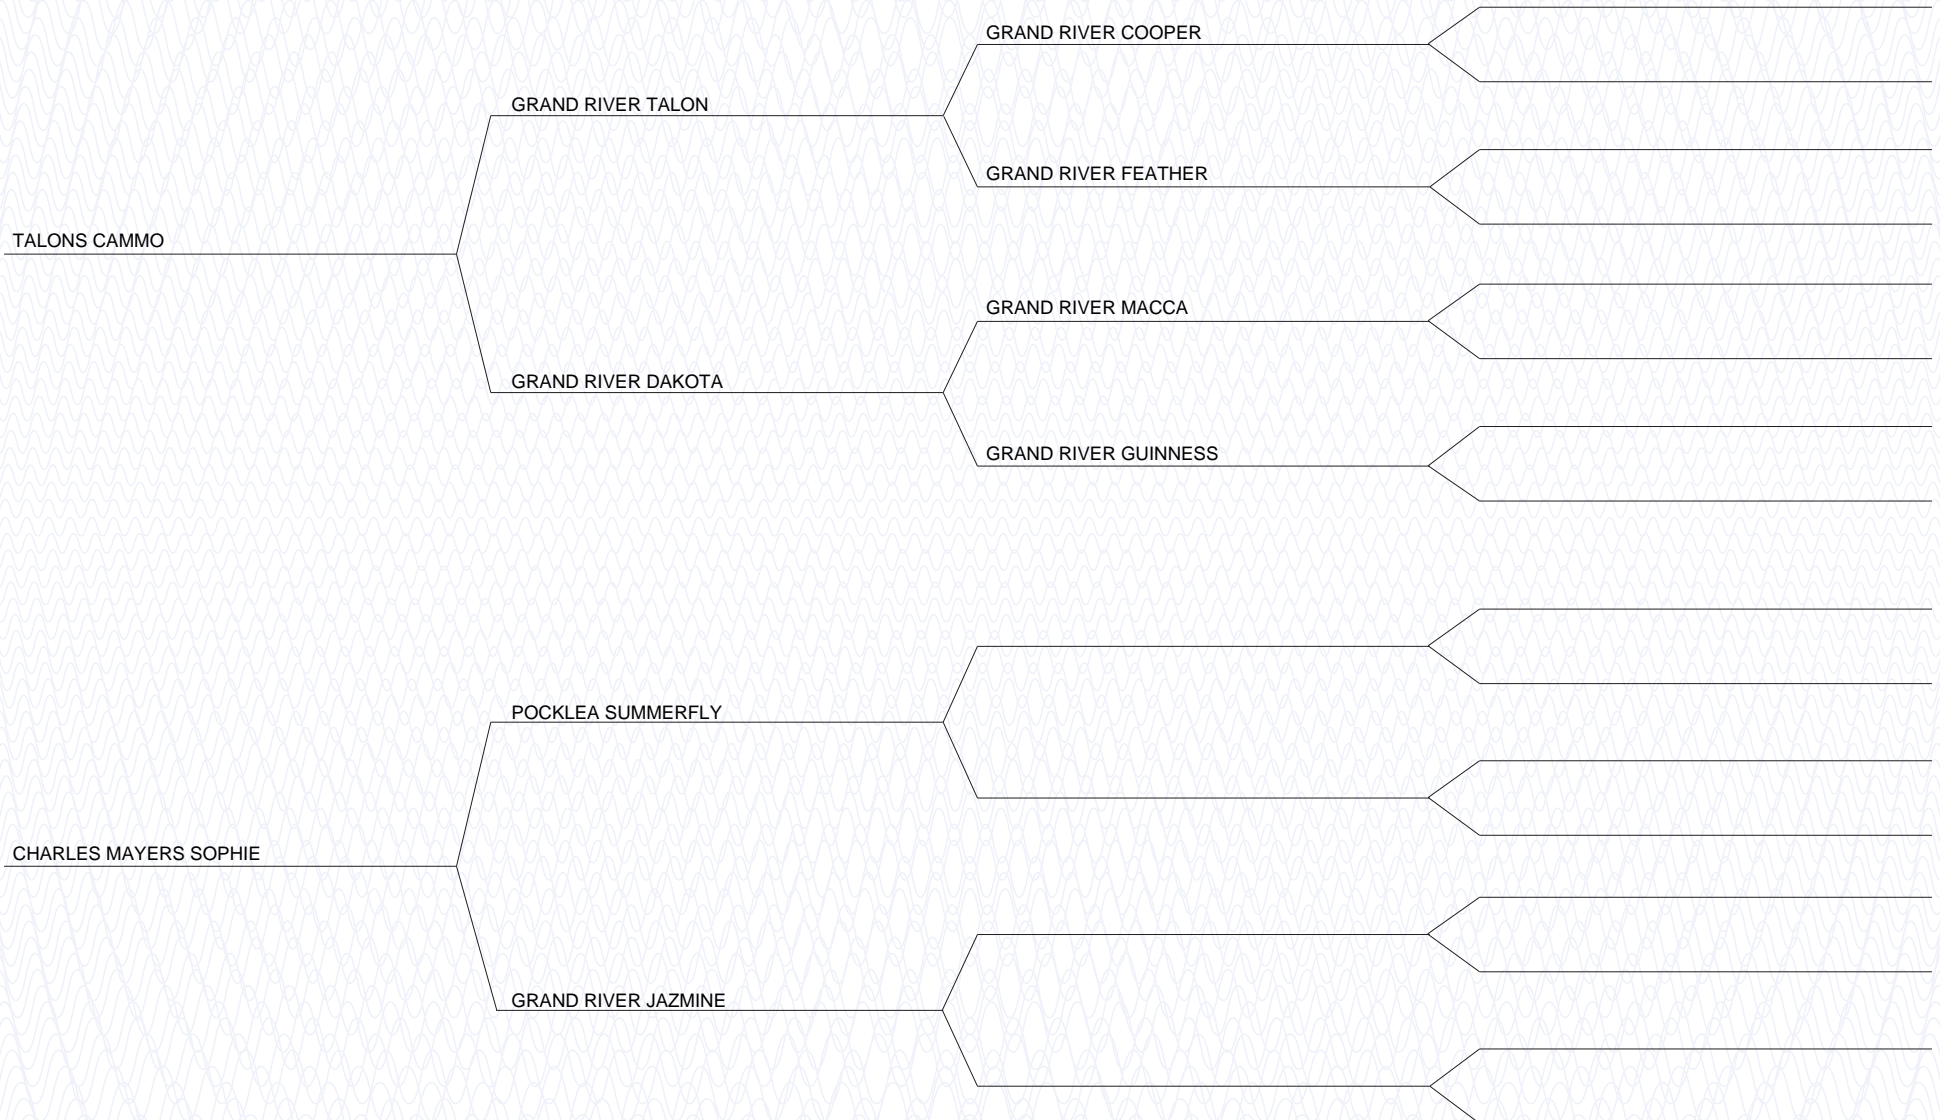 GRAND RIVER COOPER
GRAND RIVER TALON
GRAND RIVER FEATHER
TALONS CAMMO
GRAND RIVER MACCA
GRAND RIVER DAKOTA
GRAND RIVER GUINNESS
POCKLEA SUMMERFLY
CHARLES MAYERS SOPHIE
GRAND RIVER JAZMINE